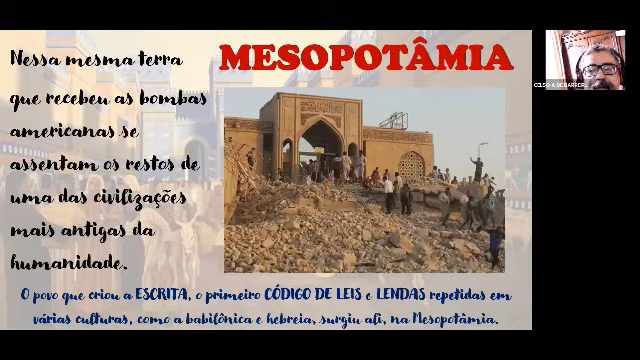 MESOPOTÂMIA
Nessa mesma terra
que recebeu as bombas
americanas se
assentam os restos de
uma das civilizações
mais antigas da
humanidade.
O povo que criou a ESCRITA, o primeiro CÓDIGO DE LEIS e LENDAS repetidas em
várias culturas, como a babilônica e hebreia, surgiu ali, na Mesopotâmia.